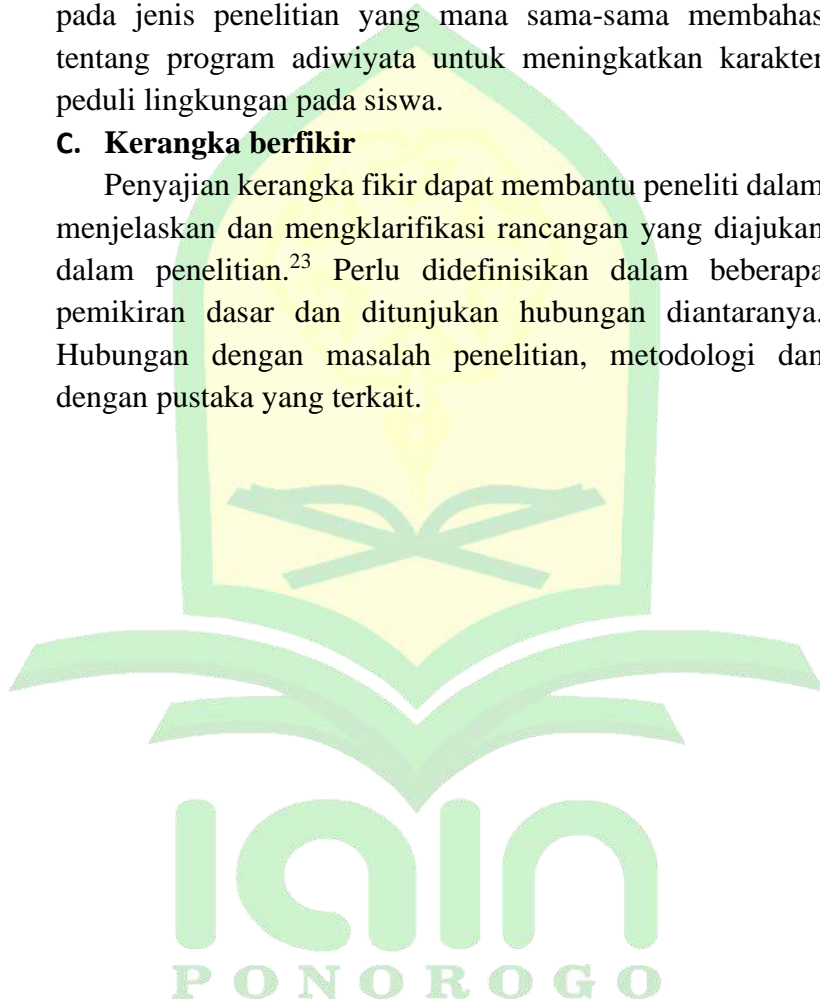 pada jenis penelitian yang mana sama-sama membahas
tentang program adiwiyata untuk meningkatkan karakter
peduli lingkungan pada siswa.
C. Kerangka berfikir
Penyajian kerangka fikir dapat membantu peneliti dalam
menjelaskan dan mengklarifikasi rancangan yang diajukan
dalam penelitian.23 Perlu didefinisikan dalam beberapa
pemikiran dasar dan ditunjukan hubungan diantaranya.
Hubungan dengan masalah penelitian, metodologi dan
dengan pustaka yang terkait.
IAIN
PONOROGO